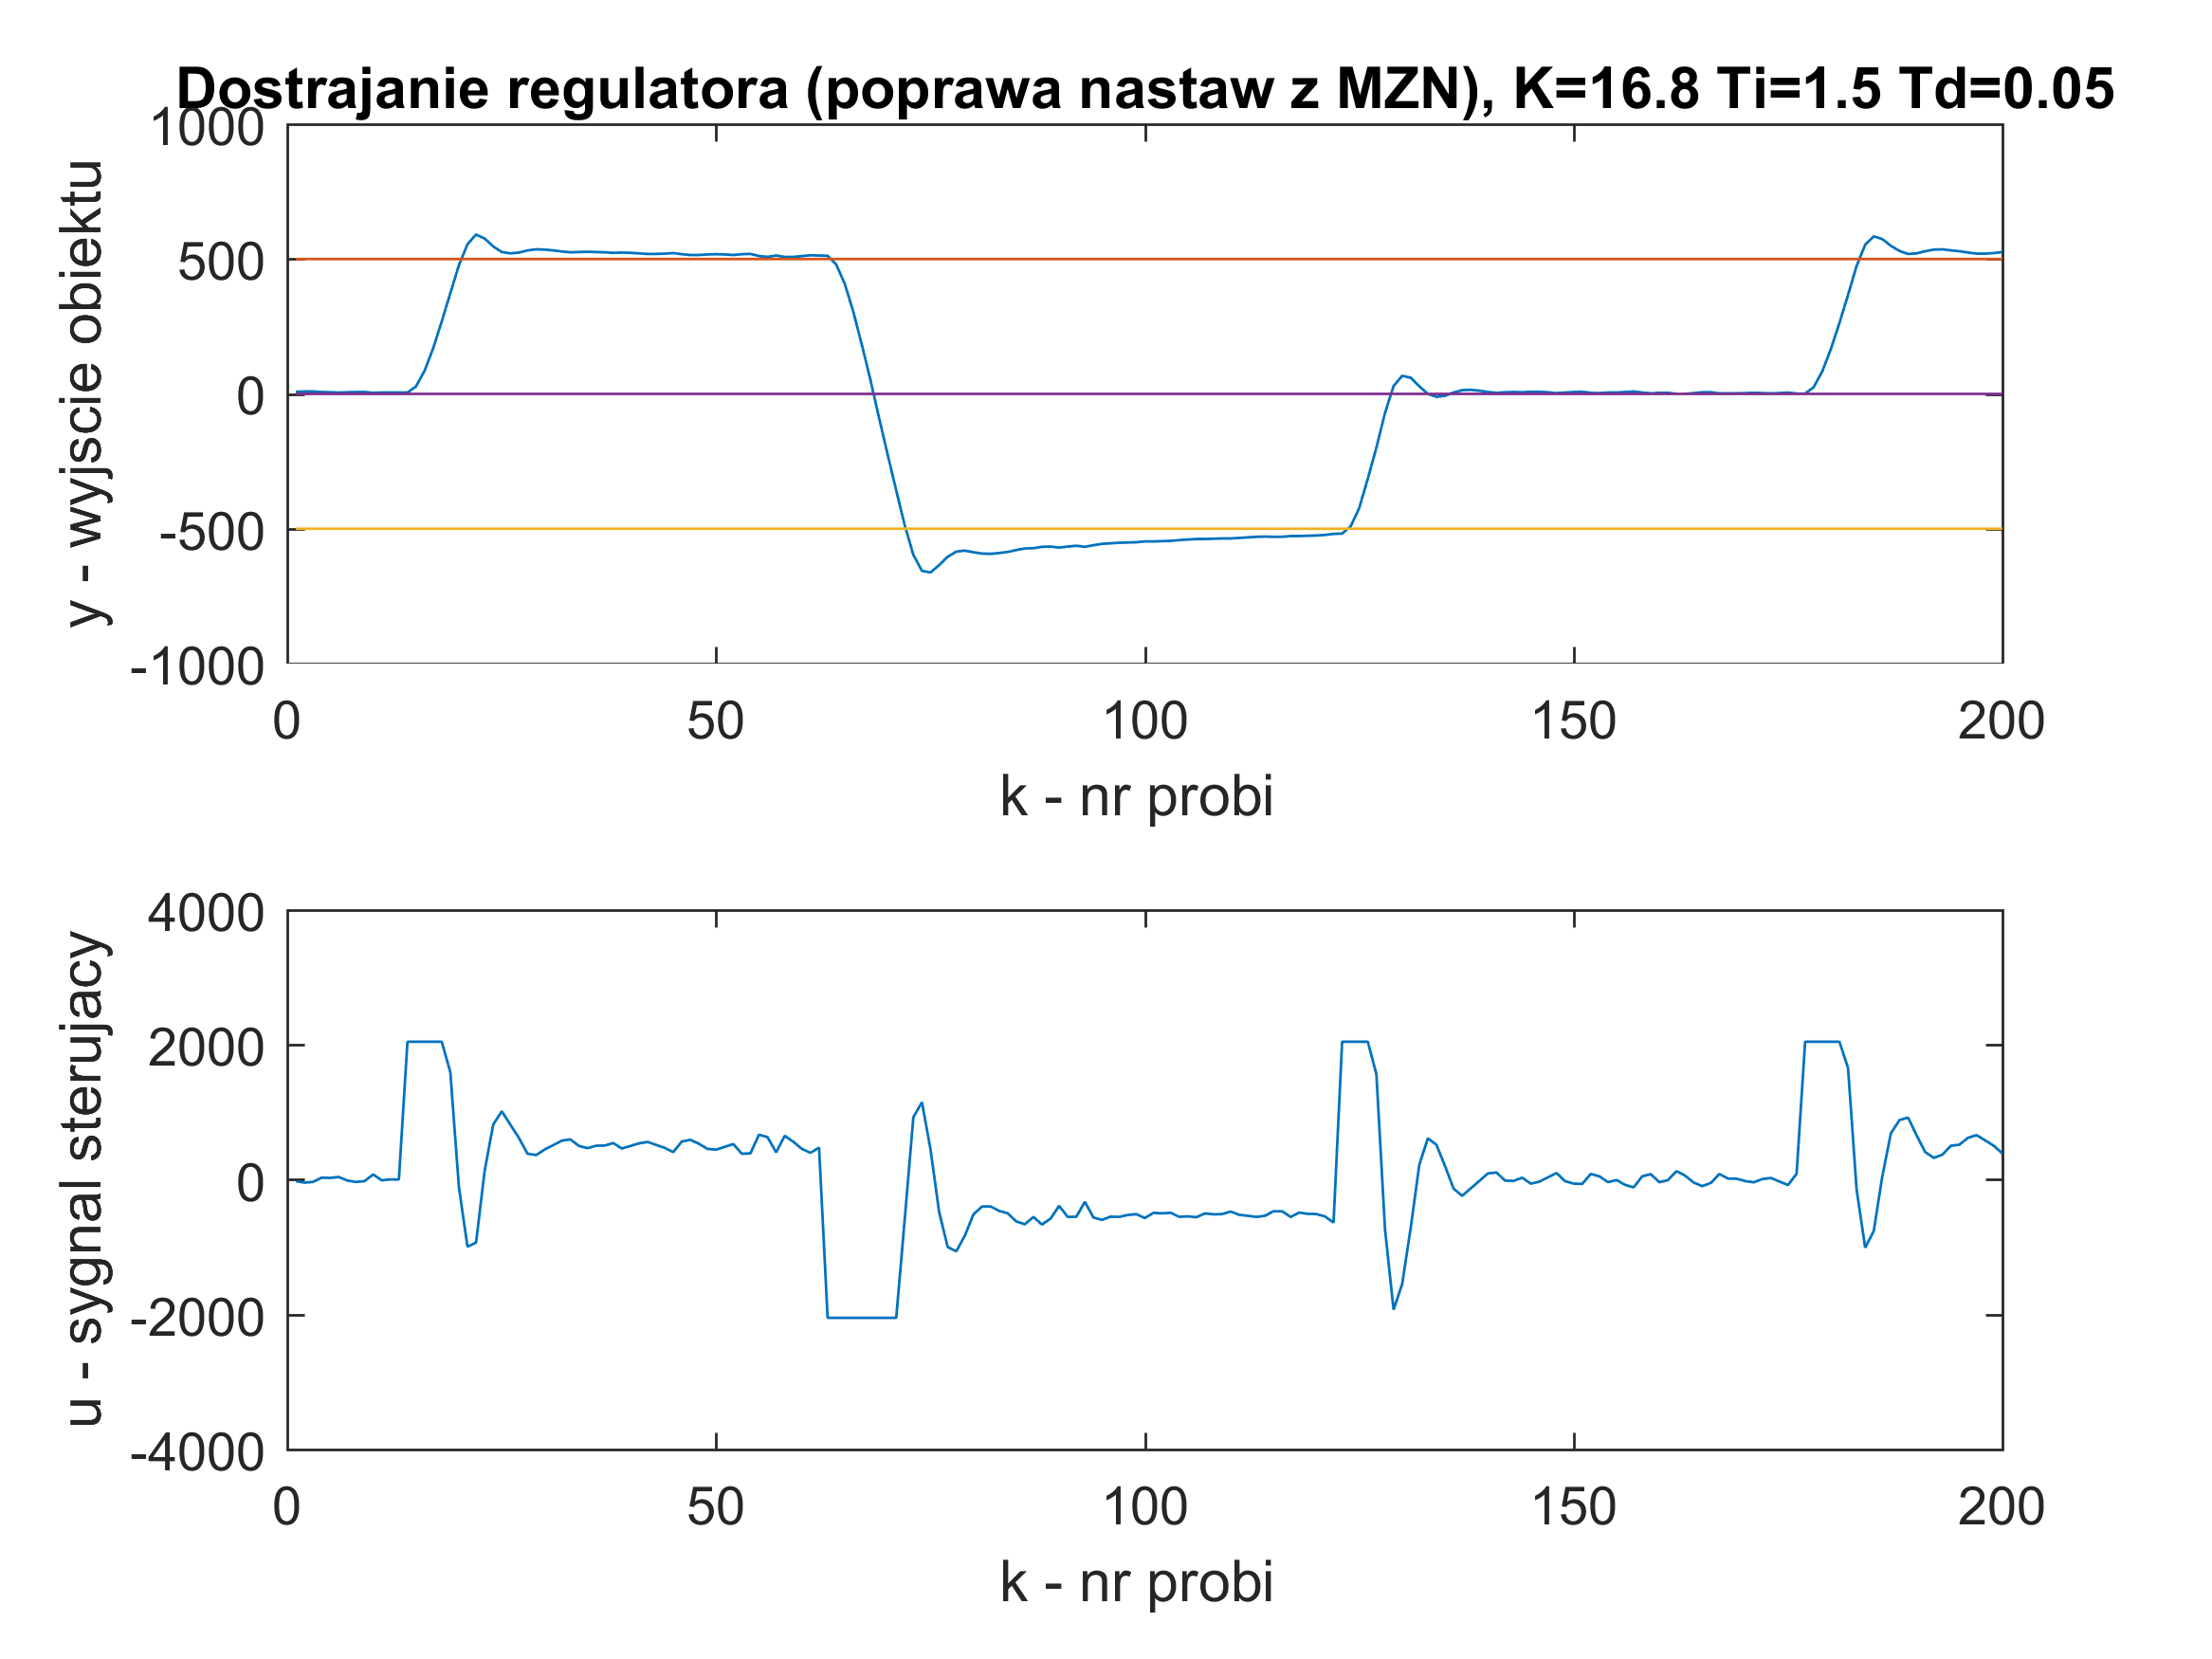 Dostrajanie regulatora (poprawa nastaw z MZN), K=16.8 Ti=1.5 Td=0.05
1000
500
0
-500
-1000
y - wyjscie obiektu
0 50 100 150 200
k - nr probi
4000
2000
0
-2000
-4000
u - sygnal sterujacy
0 50 100 150 200
k - nr probi